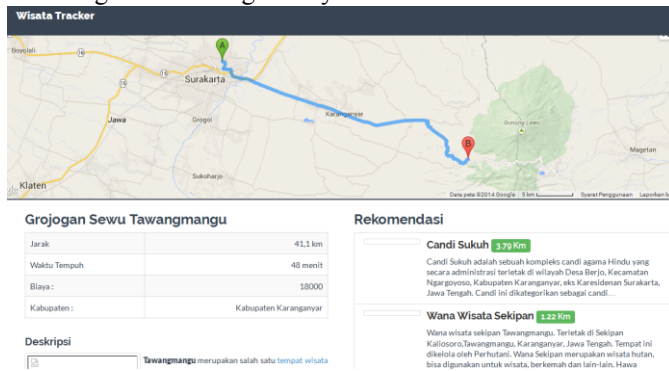 Wisata Tracker
Boyolali
Surakarta
Jawa
Grogol
Karanganyar
Gunung Lawu
Magetan
Sukoharjo
Klaten
A
B
Data peta ©2014 Google
5 km
Syarat Penggunaan
Grojogan Sewu Tawangmangu
Jarak 41,1 km
Waktu Tempuh 48 menit
Biaya : 18000
Kabupaten : Kabupaten Karanganyar
Deskripsi
Tawangmangu merupakan salah satu tempat wisata
Rekomendasi
Candi Sukuh 3.79 Km
Candi Sukuh adalah sebuah kompleks candi agama Hindu yang
secara administrasi terletak di wilayah Desa Berjo, Kecamatan
Ngargoyoso, Kabupaten Karanganyar, eks Karesidenan Surakarta,
Jawa Tengah. Candi ini dikategorikan sebagai candi...
Wana Wisata Sekipan 1.22 Km
Wana wisata sekipan Tawangmangu. Terletak di Sekipan
Kalisoro,Tawangmangu, Karanganyar, Jawa Tengah. Tempat ini
dikelola oleh Perhutani. Wana Sekipan merupakan wisata hutan,
bisa digunakan untuk wisata, berkemah dan lain-lain. Hawa